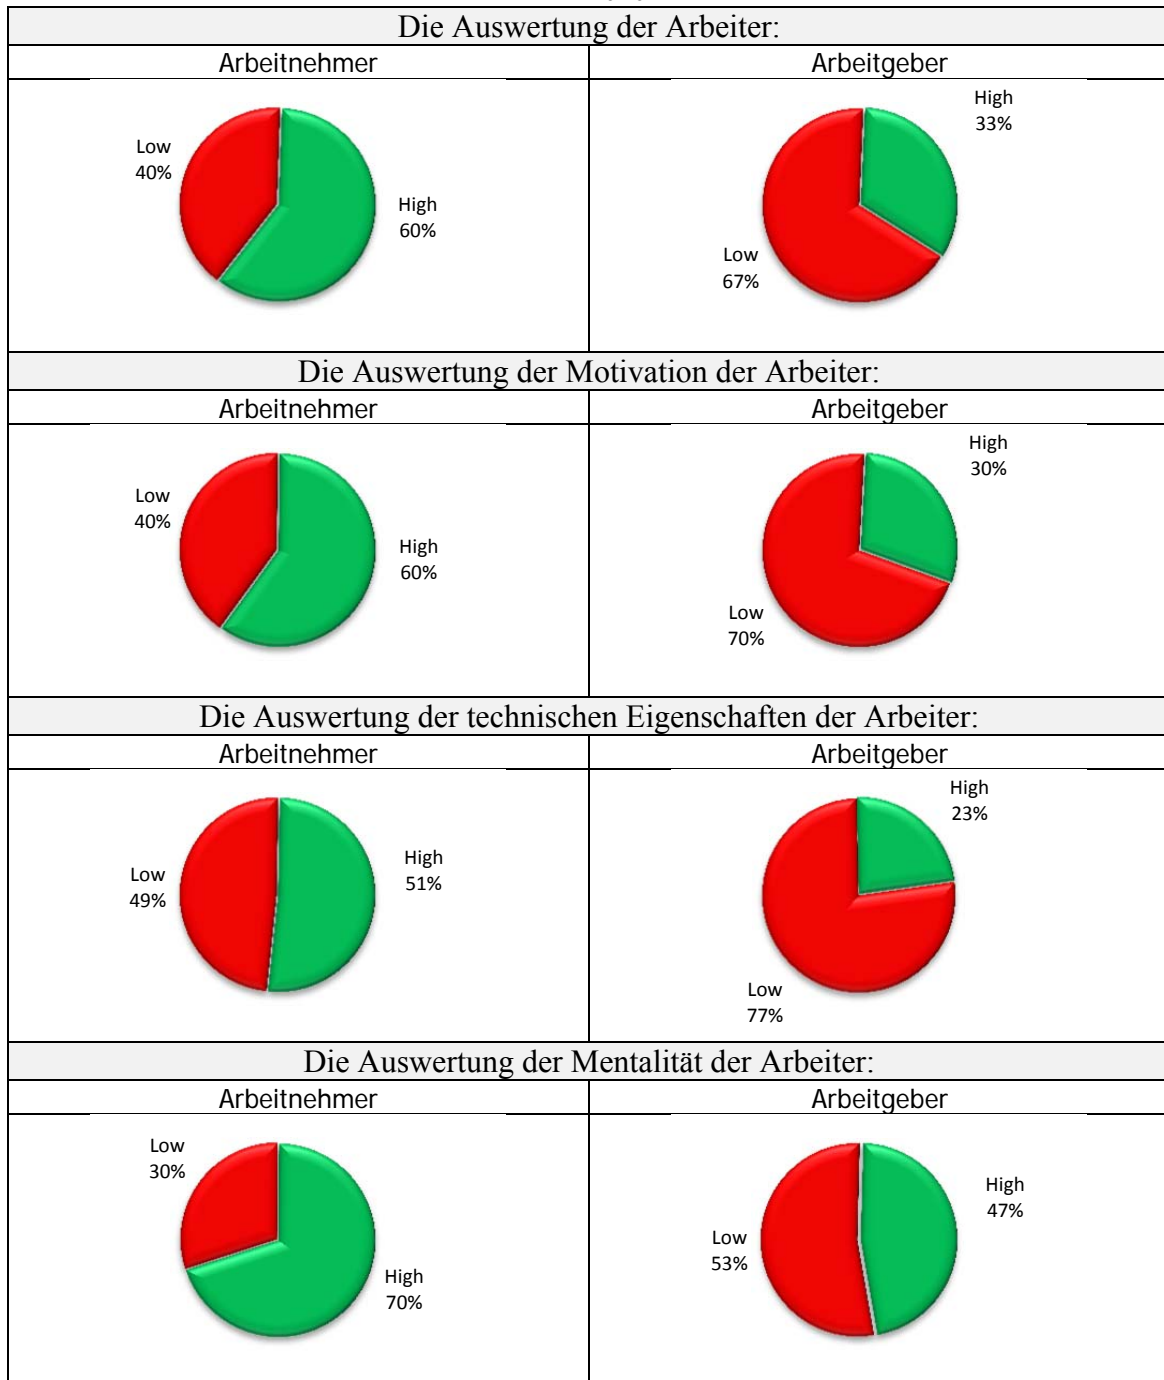 Die Auswertung der Arbeiter:
Arbeitnehmer
Arbeitgeber
Low
40%
High
60%
High
33%
Low
67%
Die Auswertung der Motivation der Arbeiter:
Arbeitnehmer
Arbeitgeber
Low
40%
High
60%
High
30%
Low
70%
Die Auswertung der technischen Eigenschaften der Arbeiter:
Arbeitnehmer
Arbeitgeber
Low
49%
High
51%
High
23%
Low
77%
Die Auswertung der Mentalität der Arbeiter:
Arbeitnehmer
Arbeitgeber
Low
30%
High
70%
High
47%
Low
53%